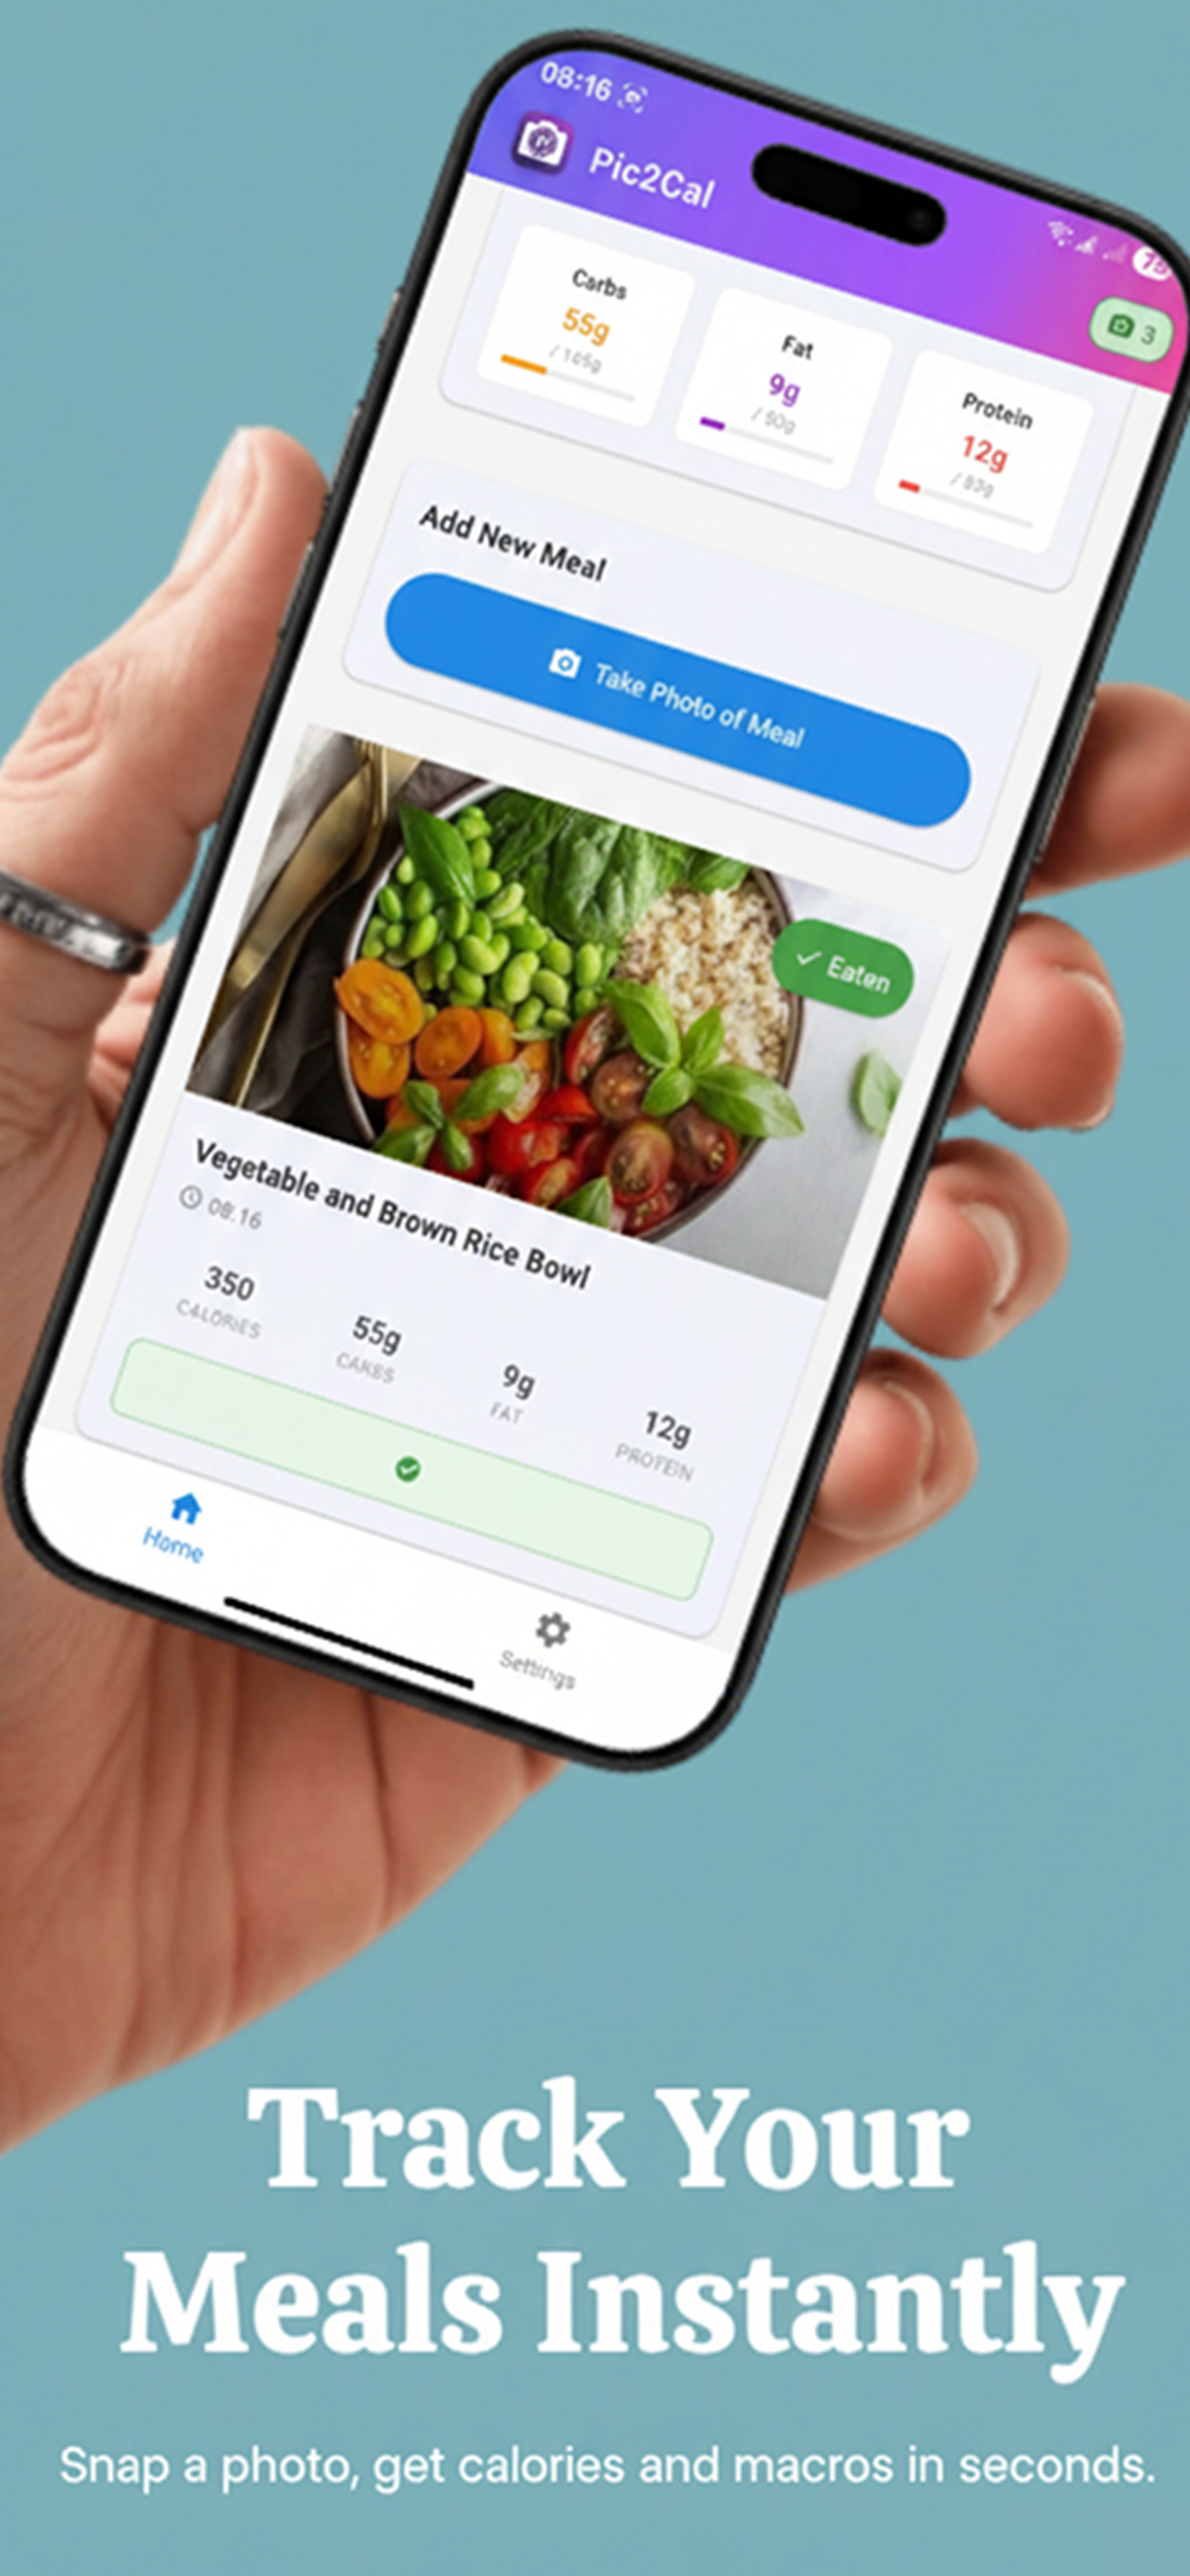 08:16
Pic2Cal
3
Carbs
55g
Fat
9g
/ 50g
Protein
12g
Add New Meal
Take Photo of Meal
Eaten
Vegetable and Brown Rice Bowl
08:16
350
CALORIES
55g
CARBS
9g
FAT
12g
PROTEIN
Home
Settings
Track Your
Meals Instantly
Snap a photo, get calories and macros in seconds.